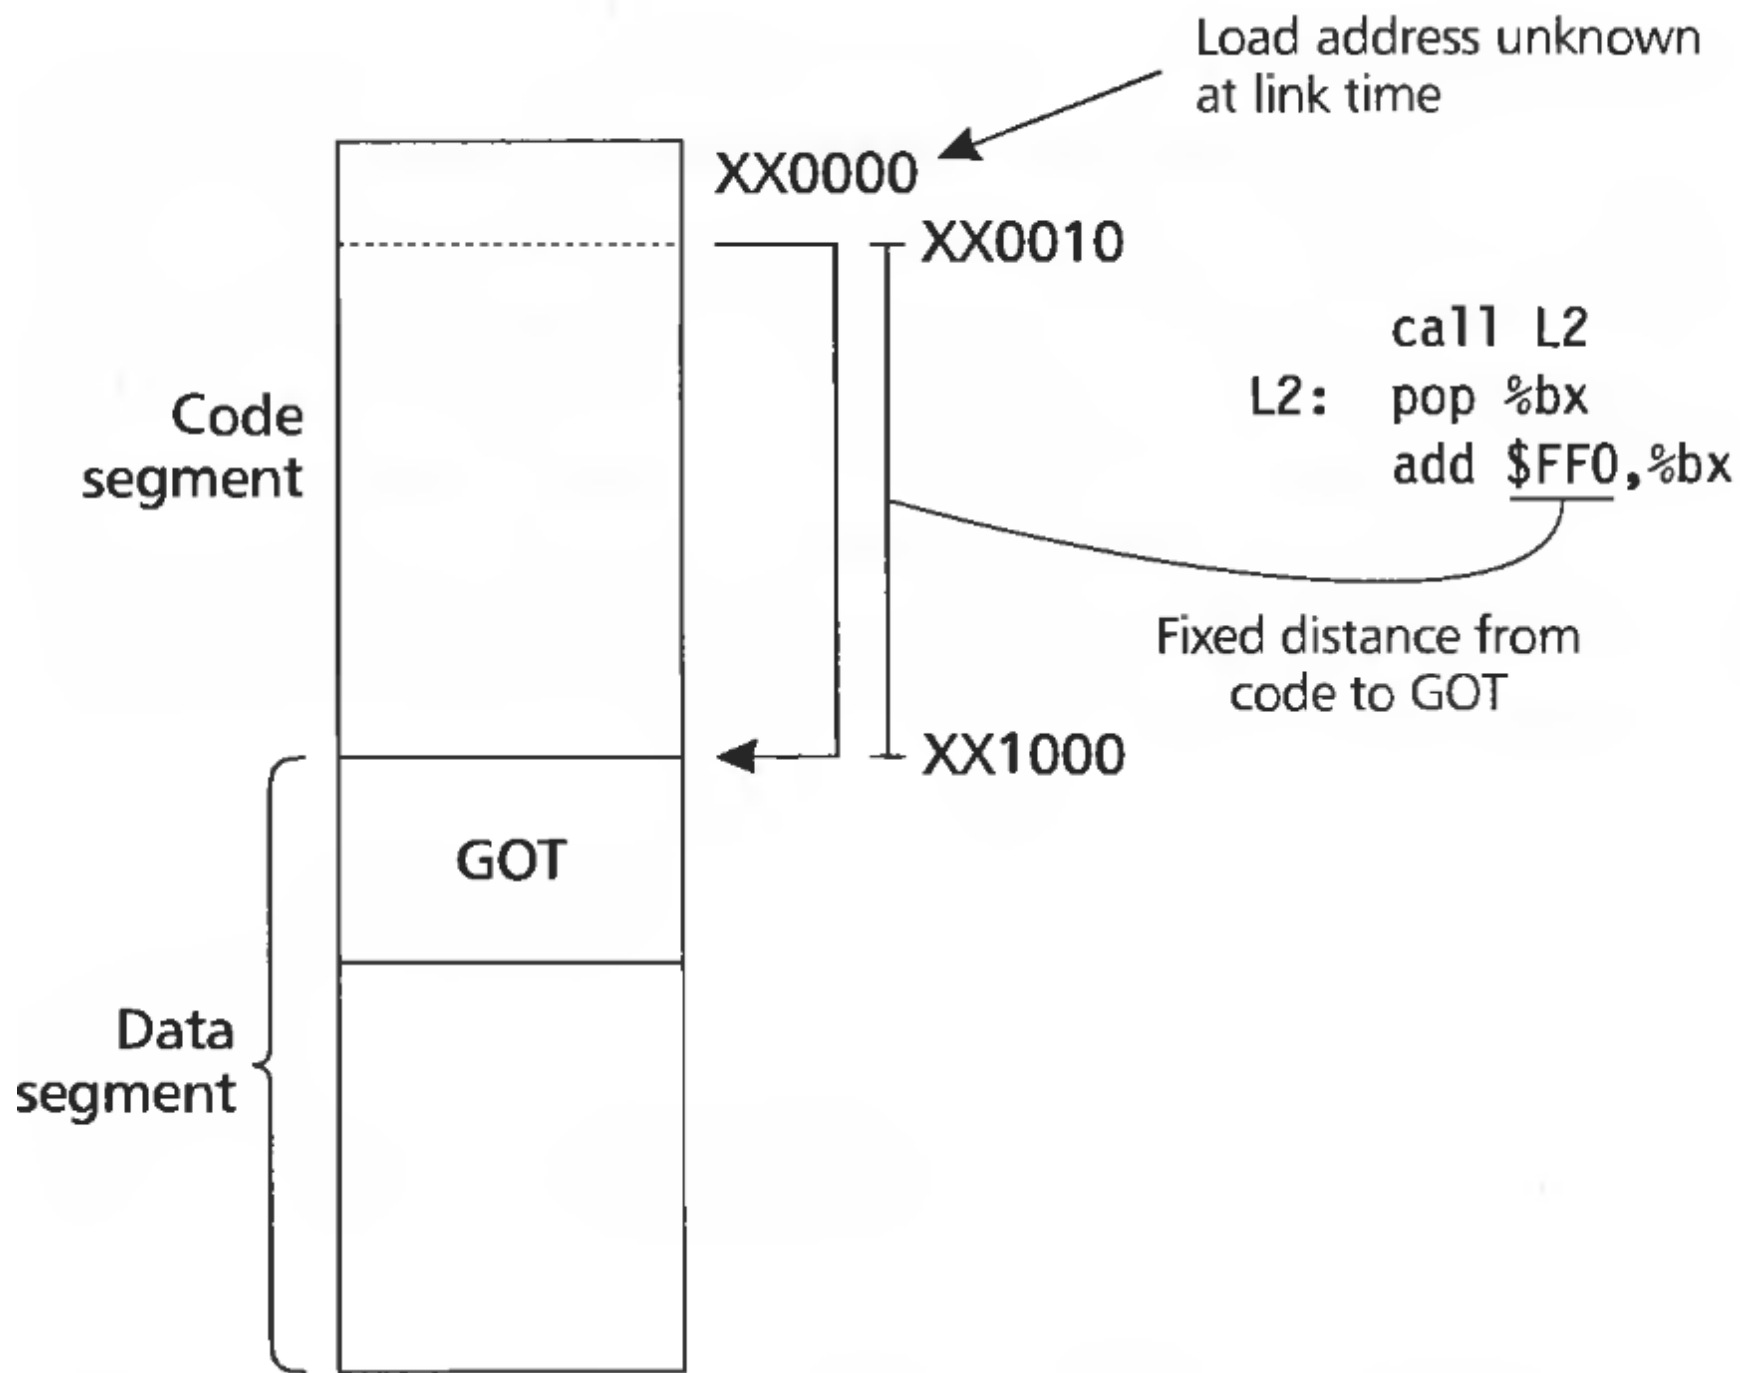 Load address unknown
at link time
XX0000
XX0010
call L2
L2: pop %bx
add $FF0,%bx
Code
segment
Fixed distance from
code to GOT
XX1000
GOT
Data
segment